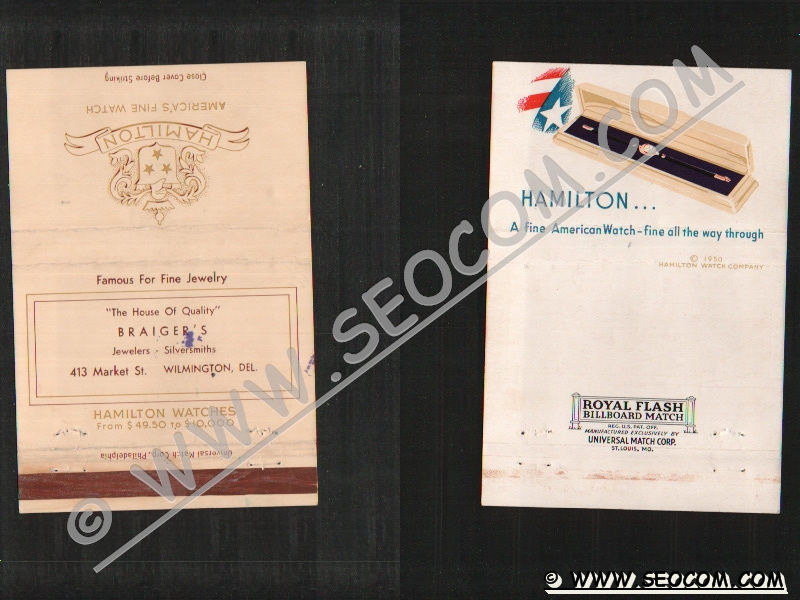 Close Cover Before Striking
AMERICA'S FINE WATCH
HAMILTON
Famous For Fine Jewelry
"The House Of Quality"
BRAIGER'S
Jewelers - Silversmiths
413 Market St. WILMINGTON, DEL.
HAMILTON WATCHES
From $49.50 to $10,000
Universal Match Corp., Philadelphia
HAMILTON...
A fine American Watch - fine all the way through
© 1950
HAMILTON WATCH COMPANY
ROYAL FLASH
BILLBOARD MATCH
REG. U.S. PAT. OFF.
MANUFACTURED EXCLUSIVELY BY
UNIVERSAL MATCH CORP.
ST. LOUIS, MO.
© WWW.SEOCOM.COM
© WWW.SEOCOM.COM